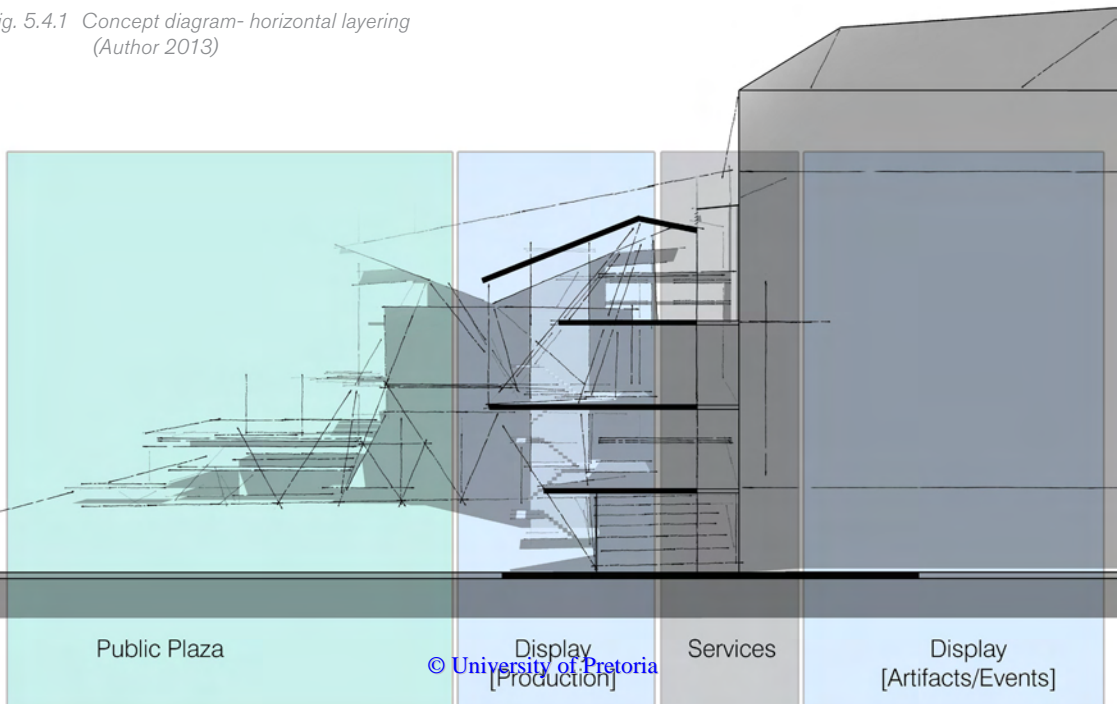 ig. 5.4.1 Concept diagram- horizontal layering
(Author 2013)
Public Plaza
Display
[Production]
Services
Display
[Artifacts/Events]
© University of Pretoria